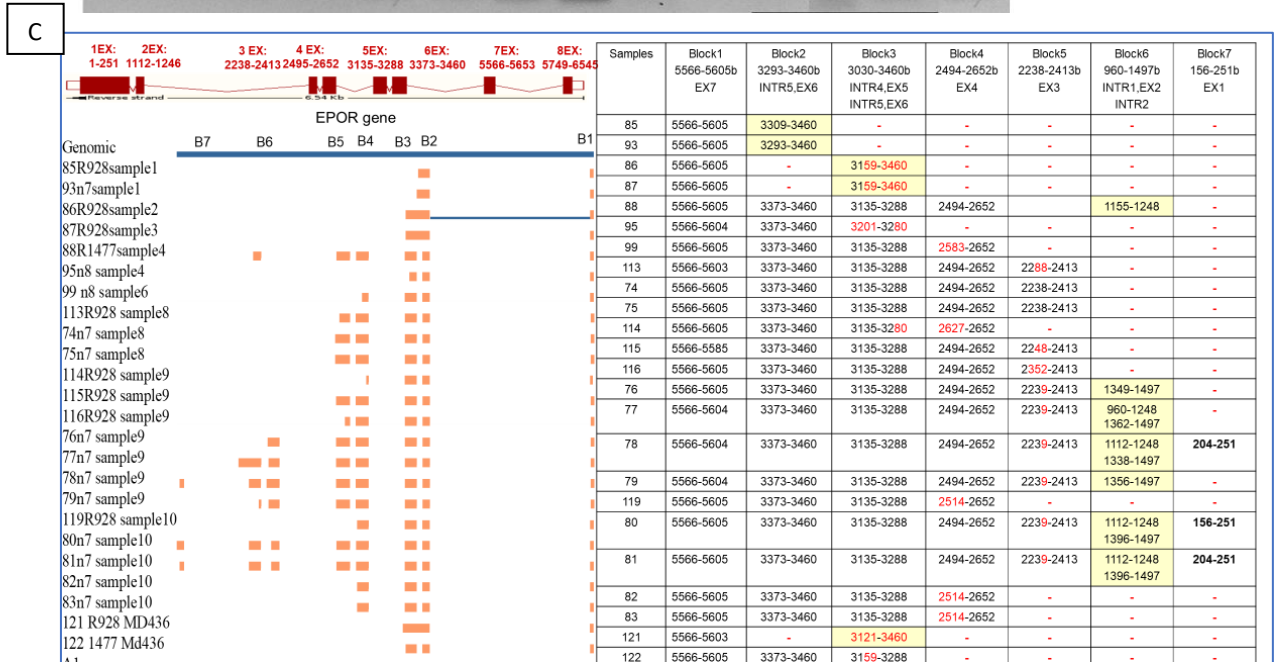 C
1EX: 2EX: 3 EX: 4 EX: 5EX: 6EX: 7EX: 8EX:
1-251 1112-1246 2238-2413 2495-2652 3135-3288 3373-3460 5566-5653 5749-6545
Reverse strand 6.54 Kb
EPOR gene
Genomic B7 B6 B5 B4 B3 B2 B1
85R928sample1
93n7sample1
86R928sample2
87R928sample3
88R1477sample4
95n8 sample4
99 n8 sample6
113R928 sample8
74n7 sample8
75n7 sample8
114R928 sample9
115R928 sample9
116R928 sample9
76n7 sample9
77n7 sample9
78n7 sample9
79n7 sample9
119R928 sample10
80n7 sample10
81n7 sample10
82n7 sample10
83n7 sample10
121 R928 MD436
122 1477 Md436
Samples Block1 Block2 Block3 Block4 Block5 Block6 Block7
5566-5605b 3293-3460b 3030-3460b 2494-2652b 2238-2413b 960-1497b 156-251b
EX7 INTR5,EX6 INTR4,EX5 EX4 EX3 INTR1,EX2 EX1
INTR5,EX6 INTR2
85 5566-5605 3309-3460 - - - - -
93 5566-5605 3293-3460 - - - - -
86 5566-5605 - 3159-3460 - - - -
87 5566-5605 - 3159-3460 - - - -
88 5566-5605 3373-3460 3135-3288 2494-2652 1155-1248 -
95 5566-5604 3373-3460 3201-3280 - - - -
99 5566-5605 3373-3460 3135-3288 2583-2652 - - -
113 5566-5603 3373-3460 3135-3288 2494-2652 2288-2413 - -
74 5566-5605 3373-3460 3135-3288 2494-2652 2238-2413 - -
75 5566-5605 3373-3460 3135-3288 2494-2652 2238-2413 - -
114 5566-5605 3373-3460 3135-3280 2627-2652 - - -
115 5566-5585 3373-3460 3135-3288 2494-2652 2248-2413 - -
116 5566-5605 3373-3460 3135-3288 2494-2652 2352-2413 - -
76 5566-5605 3373-3460 3135-3288 2494-2652 2239-2413 1349-1497 -
77 5566-5604 3373-3460 3135-3288 2494-2652 2239-2413 960-1248 -
1362-1497
78 5566-5604 3373-3460 3135-3288 2494-2652 2239-2413 1112-1248 204-251
1338-1497
79 5566-5604 3373-3460 3135-3288 2494-2652 2239-2413 1356-1497 -
119 5566-5605 3373-3460 3135-3288 2514-2652 - - -
80 5566-5605 3373-3460 3135-3288 2494-2652 2239-2413 1112-1248 156-251
1396-1497
81 5566-5605 3373-3460 3135-3288 2494-2652 2239-2413 1112-1248 204-251
1396-1497
82 5566-5605 3373-3460 3135-3288 2514-2652 - - -
83 5566-5605 3373-3460 3135-3288 2514-2652 - - -
121 5566-5603 - 3121-3460 - - - -
122 5566-5605 3373-3460 3159-3288 - - - -